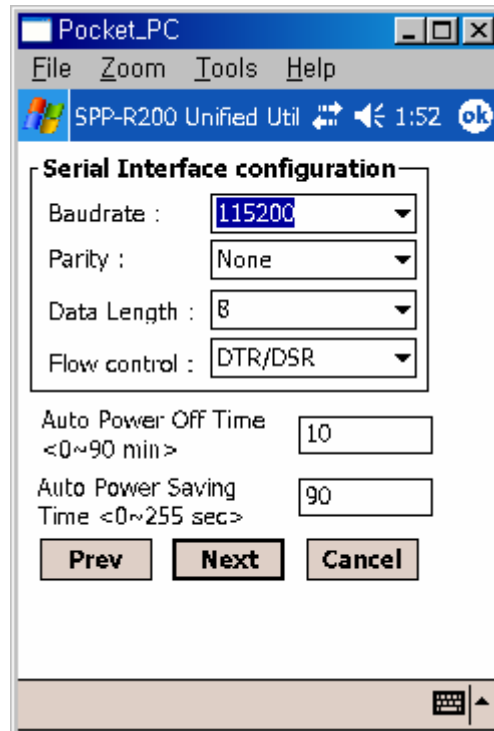 Pocket_PC
File Zoom Tools Help
SPP-R200 Unified Util 1:52 ok
Serial Interface configuration
Baudrate : 115200
Parity : None
Data Length : 8
Flow control : DTR/DSR
Auto Power Off Time
<0~90 min> 10
Auto Power Saving
Time <0~255 sec> 90
Prev Next Cancel